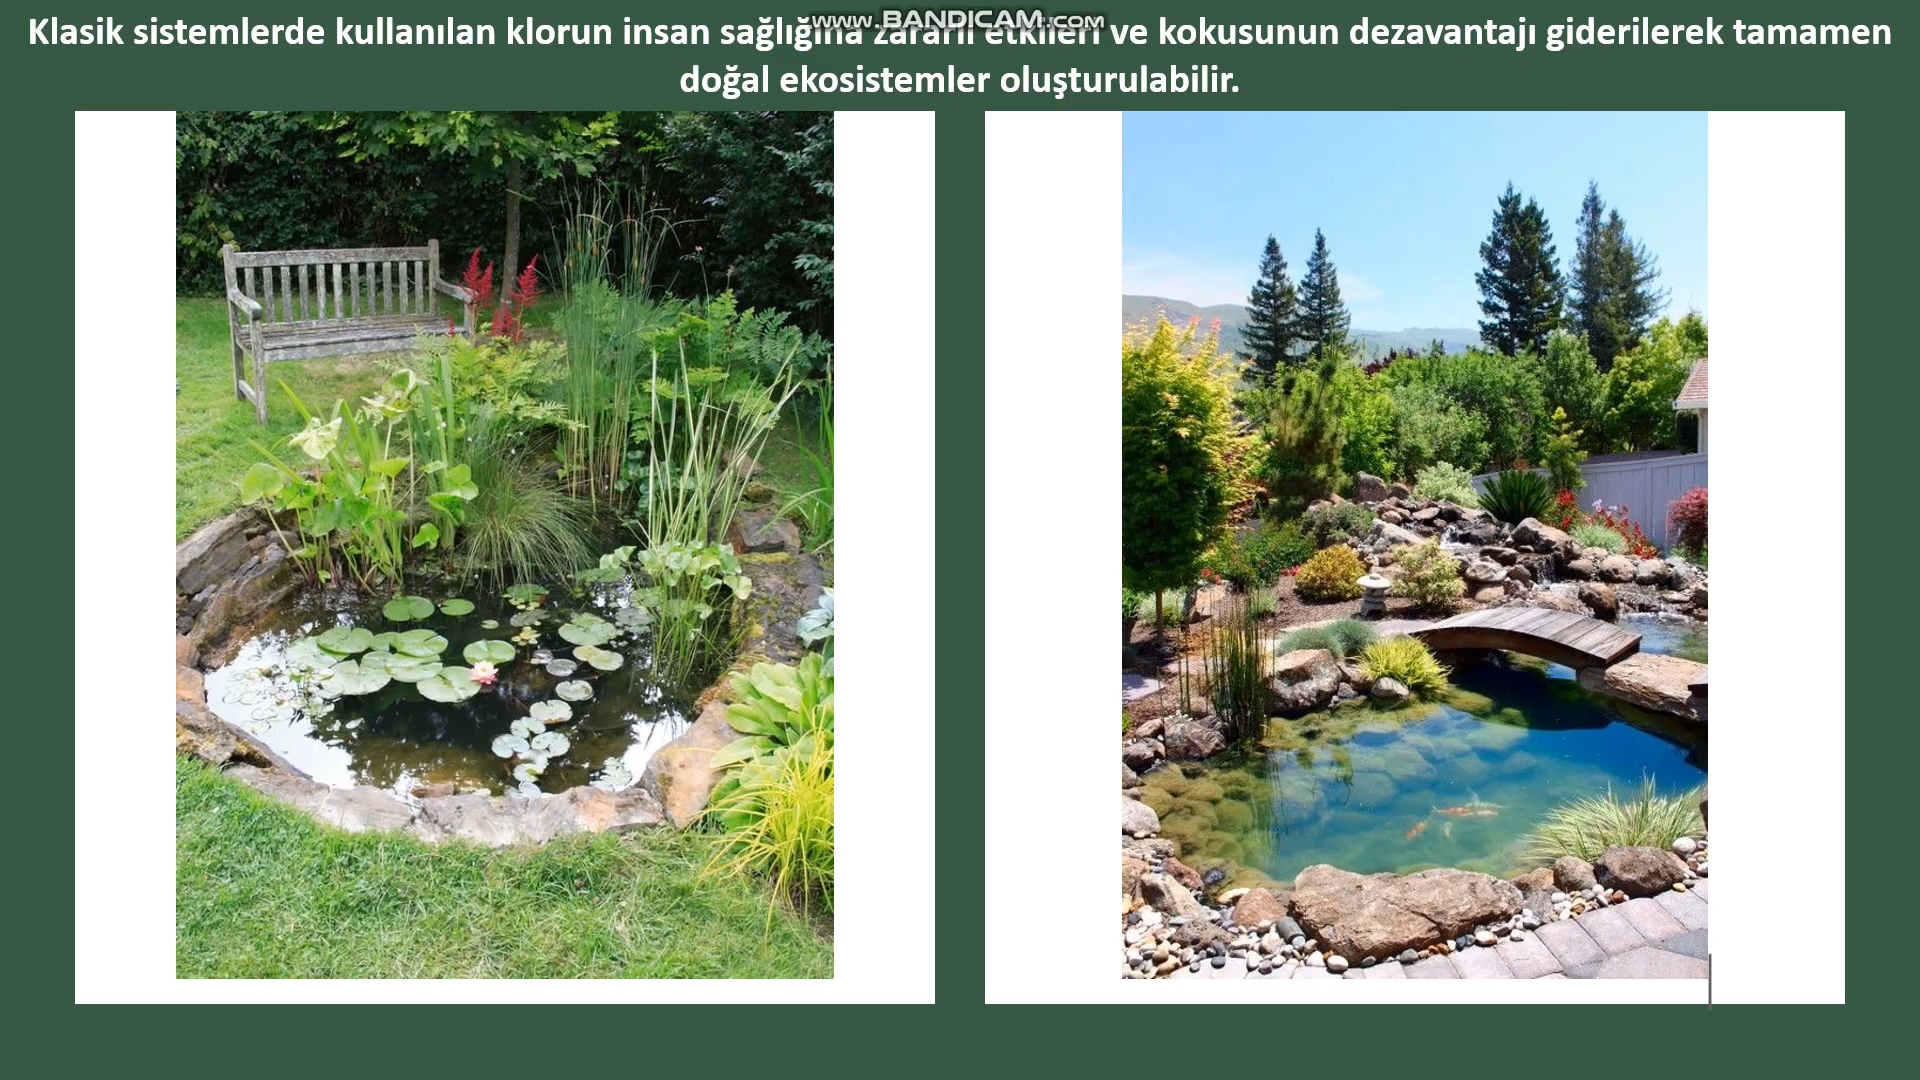 www.BANDICAM.com
Klasik sistemlerde kullanılan klorun insan sağlığına zararlı etkileri ve kokusunun dezavantajı giderilerek tamamen
doğal ekosistemler oluşturulabilir.